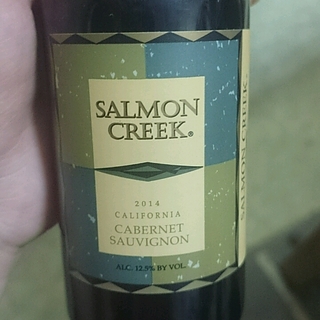 SALMON
CREEK®
2014
CALIFORNIA
CABERNET
SAUVIGNON
ALC. 12.5% BY VOL.
SALMON CREEK